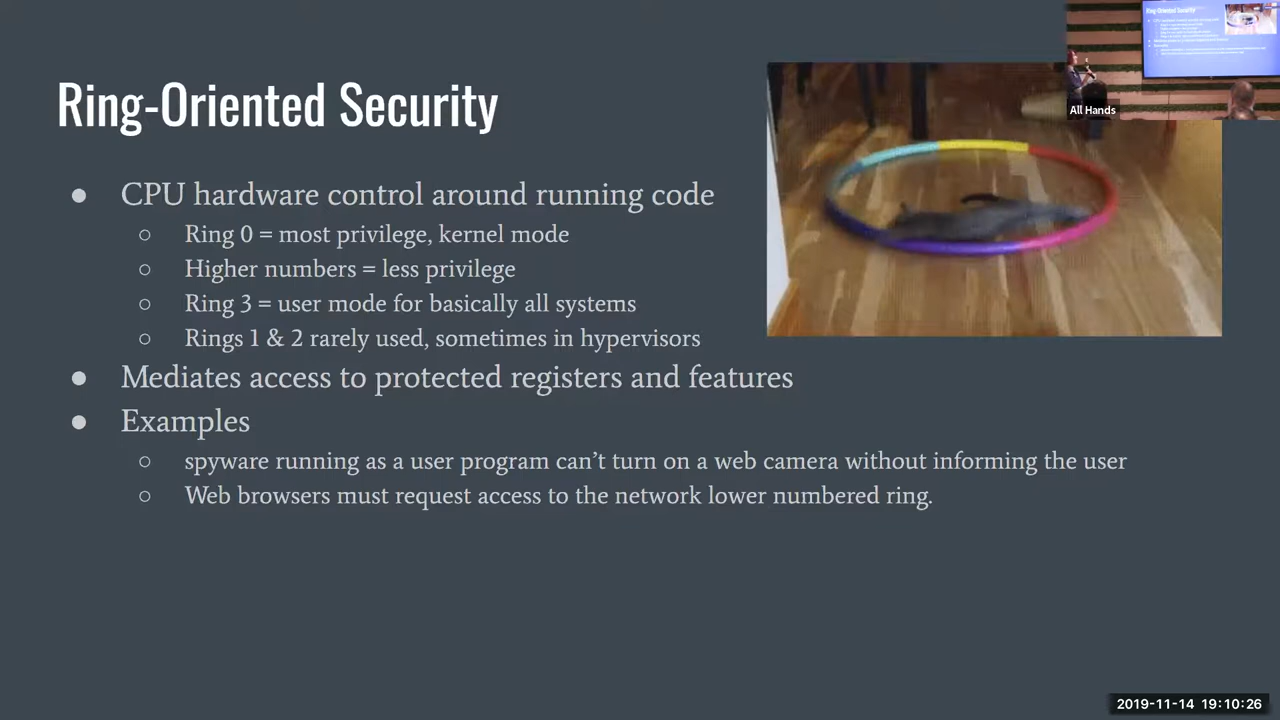 Ring-Oriented Security
● CPU hardware control around running code
○ Ring 0 = most privilege, kernel mode
○ Higher numbers = less privilege
○ Ring 3 = user mode for basically all systems
○ Rings 1 & 2 rarely used, sometimes in hypervisors
● Mediates access to protected registers and features
● Examples
○ spyware running as a user program can’t turn on a web camera without informing the user
○ Web browsers must request access to the network lower numbered ring.
Ring-Oriented Security
All Hands
2019-11-14 19:10:26